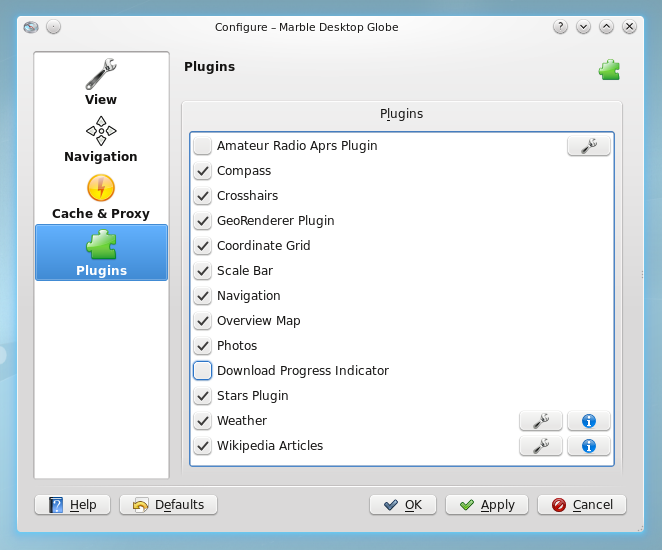 Configure – Marble Desktop Globe
View
Navigation
Cache & Proxy
Plugins
Plugins
Plugins
Amateur Radio Aprs Plugin
Compass
Crosshairs
GeoRenderer Plugin
Coordinate Grid
Scale Bar
Navigation
Overview Map
Photos
Download Progress Indicator
Stars Plugin
Weather
Wikipedia Articles
Help
Defaults
OK
Apply
Cancel